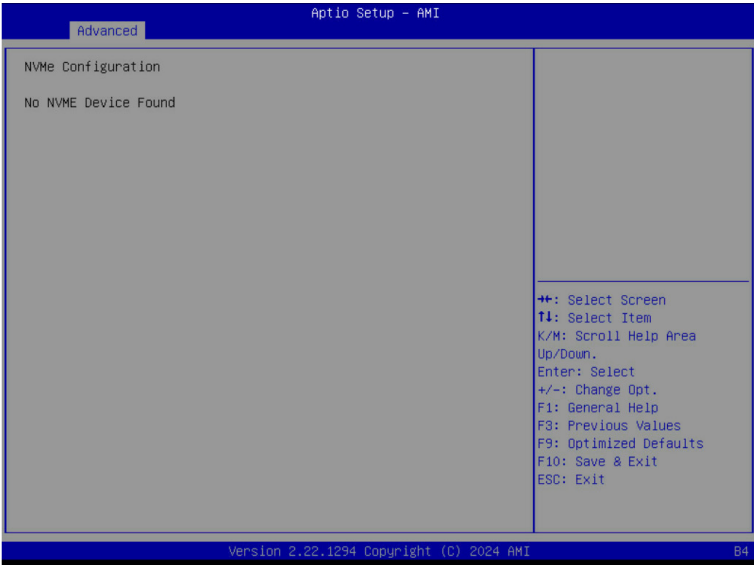 Aptio Setup – AMI
Advanced
NVMe Configuration
No NVME Device Found
→←: Select Screen
↑↓: Select Item
K/M: Scroll Help Area
Up/Down.
Enter: Select
+/-: Change Opt.
F1: General Help
F3: Previous Values
F9: Optimized Defaults
F10: Save & Exit
ESC: Exit
Version 2.22.1294 Copyright (C) 2024 AMI
B4